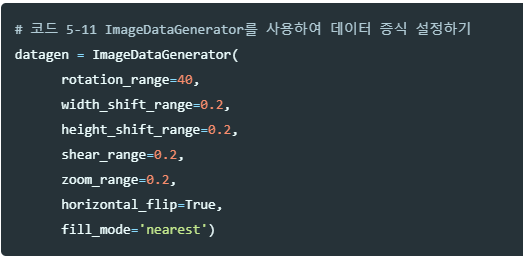 # 코드 5-11 ImageDataGenerator를 사용하여 데이터 증식 설정하기
datagen = ImageDataGenerator(
rotation_range=40,
width_shift_range=0.2,
height_shift_range=0.2,
shear_range=0.2,
zoom_range=0.2,
horizontal_flip=True,
fill_mode='nearest')